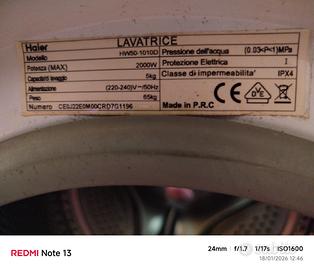 LAVATRICE
Haier
Modello HW50-1010D
Potenza (MAX) 2000W
Capacità lavaggio 5kg
Alimentazione (220-240)V~/50Hz
Peso 65kg
Numero CE0J22E0M00CRD7G1196
Pressione dell'acqua (0.03<P<1)MPa
Protezione Elettrica I
Classe di impermeabilita' IPX4
Made in P.R.C
CE
REDMI Note 13
24mm f/1.7 1/17s ISO1600
18/01/2026 12:46